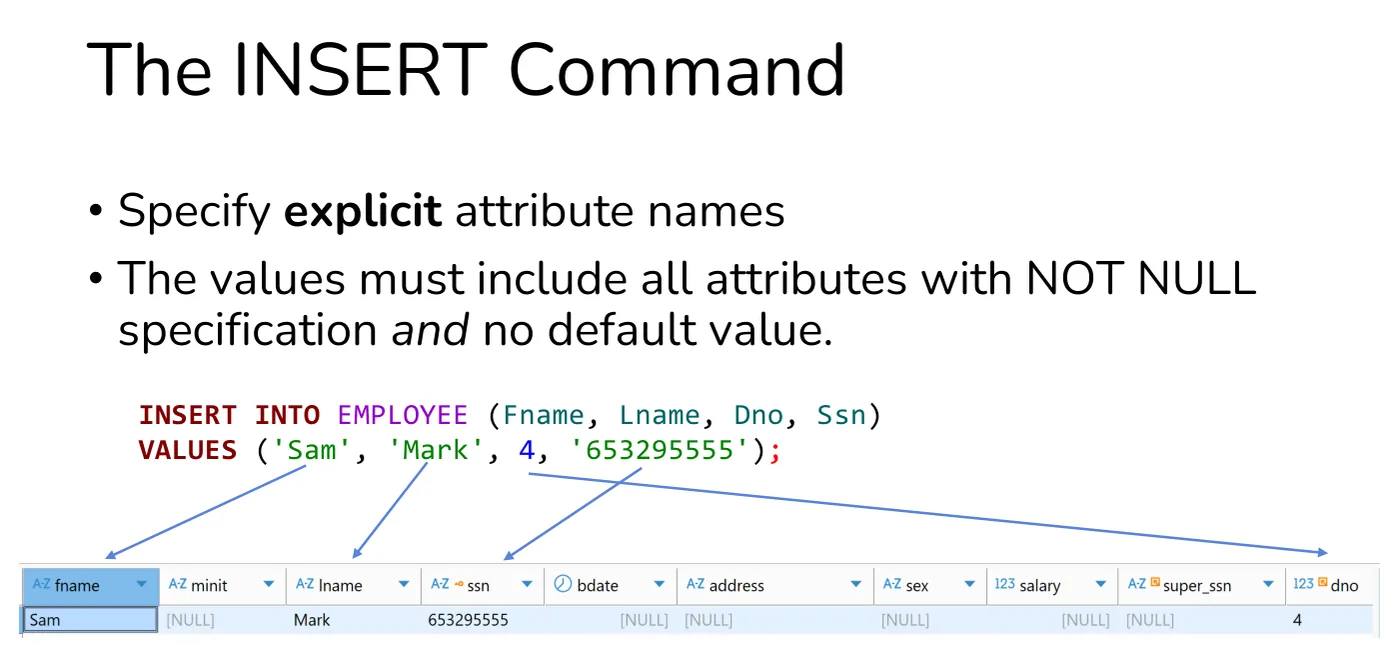 The INSERT Command
• Specify explicit attribute names
• The values must include all attributes with NOT NULL
specification and no default value.
INSERT INTO EMPLOYEE (Fname, Lname, Dno, Ssn)
VALUES ('Sam', 'Mark', 4, '653295555');
A-Z fname A-Z minit A-Z lname A-Z ssn bdate A-Z address A-Z sex 123 salary A-Z super_ssn 123 dno
Sam [NULL] Mark 653295555 [NULL] [NULL] [NULL] [NULL] [NULL] 4